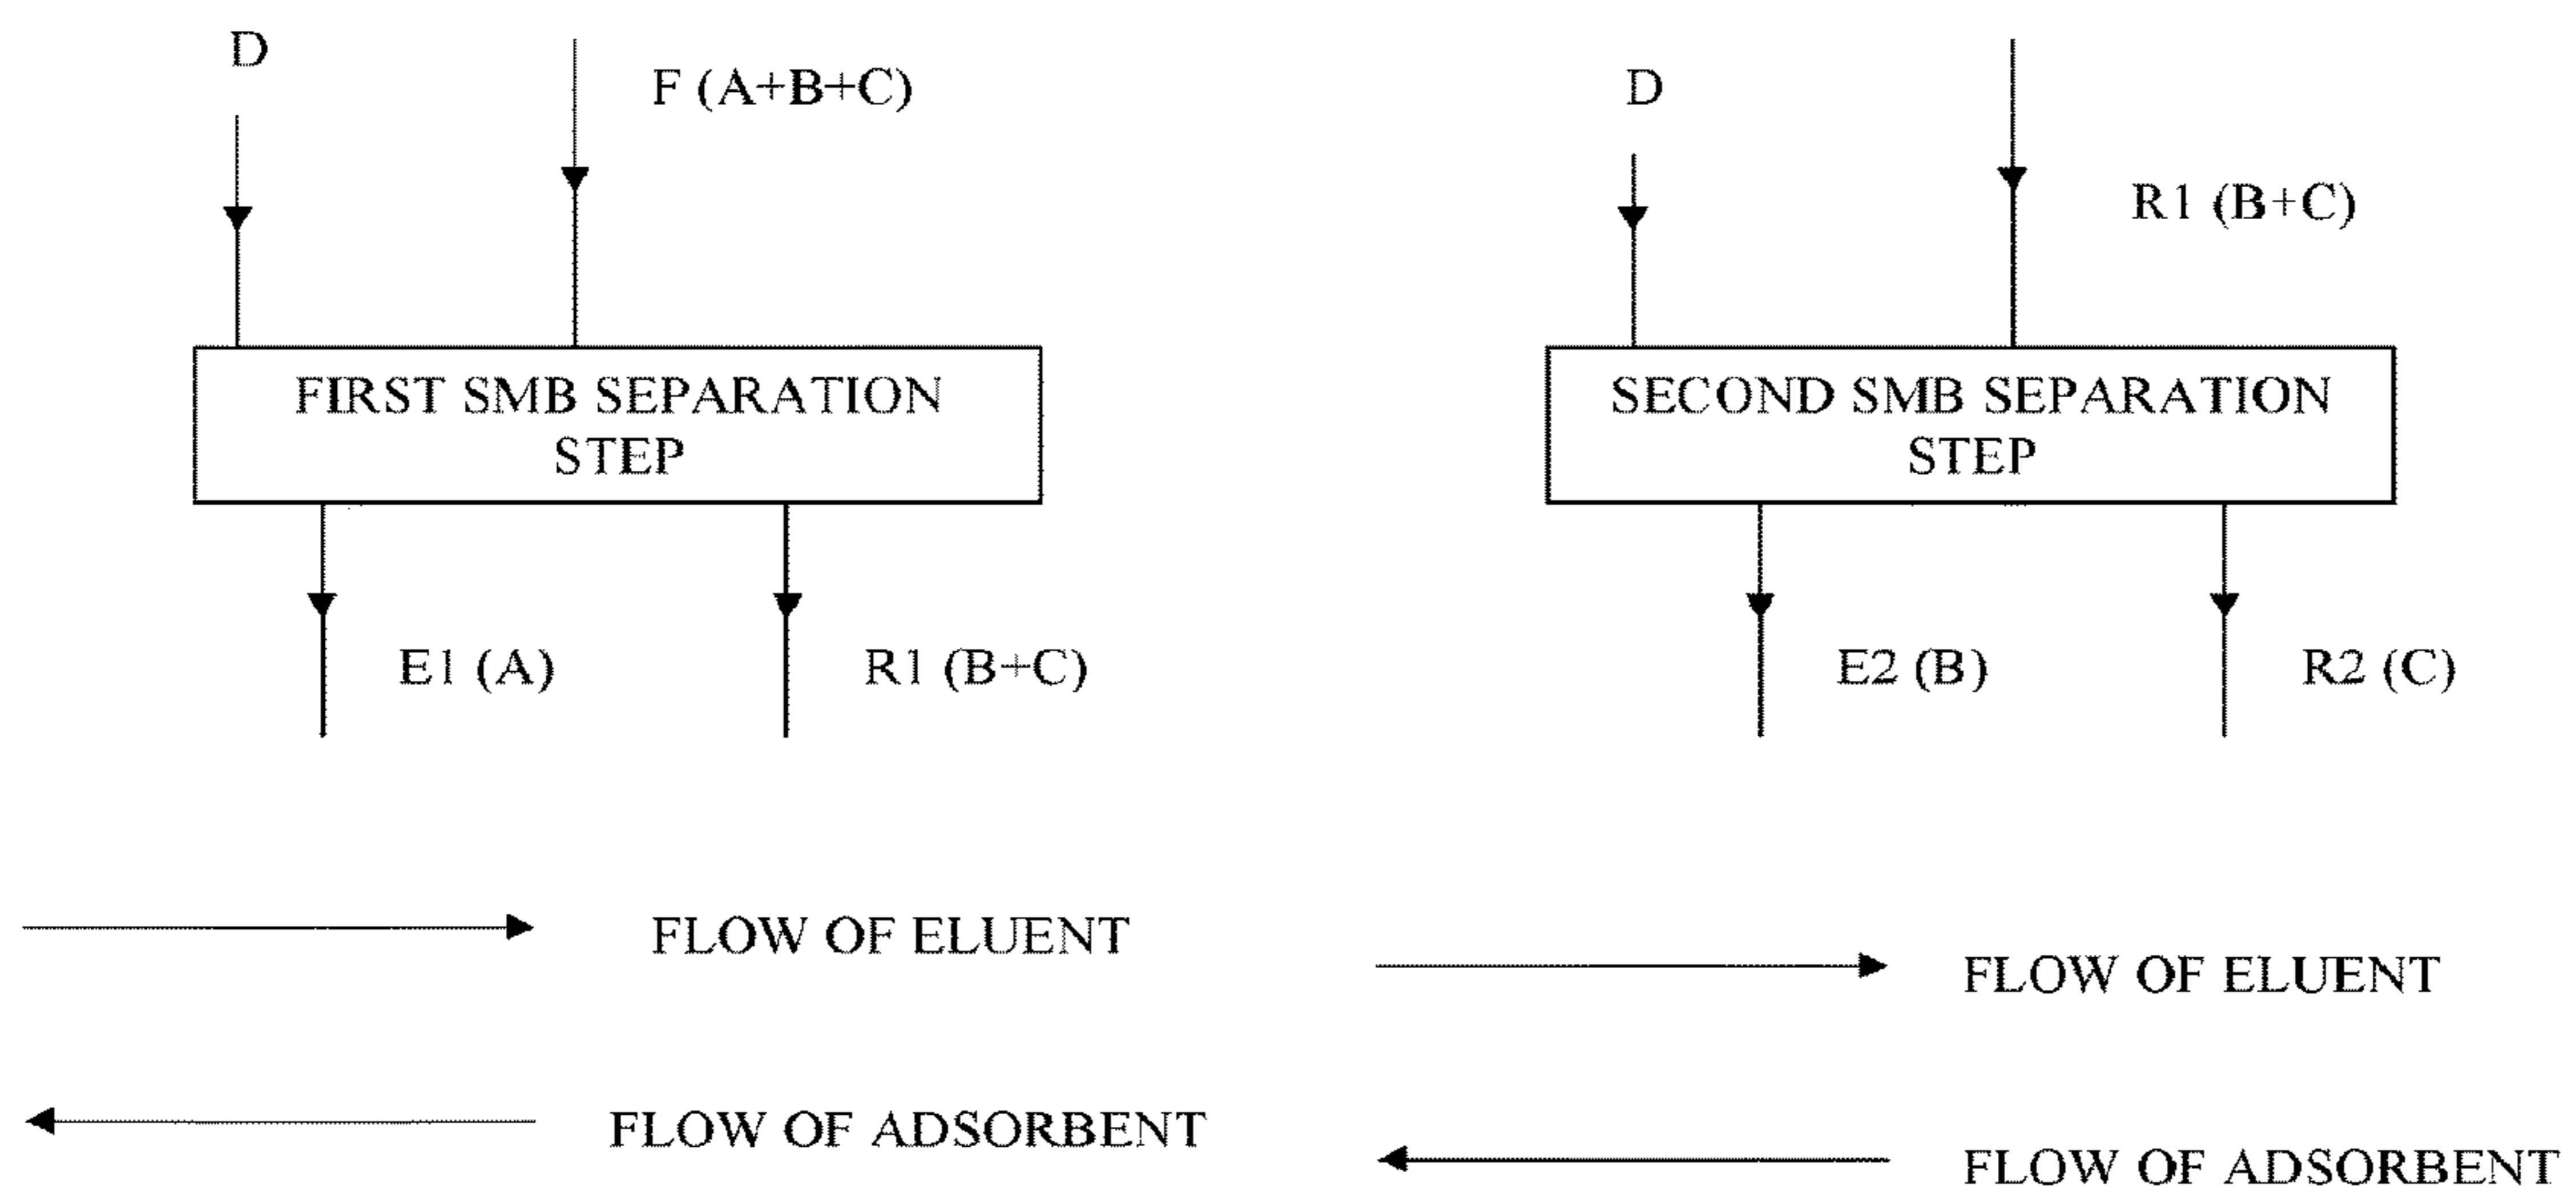 D
F (A+B+C)
FIRST SMB SEPARATION
STEP
E1 (A)
R1 (B+C)
FLOW OF ELUENT
FLOW OF ADSORBENT
D
R1 (B+C)
SECOND SMB SEPARATION
STEP
E2 (B)
R2 (C)
FLOW OF ELUENT
FLOW OF ADSORBENT